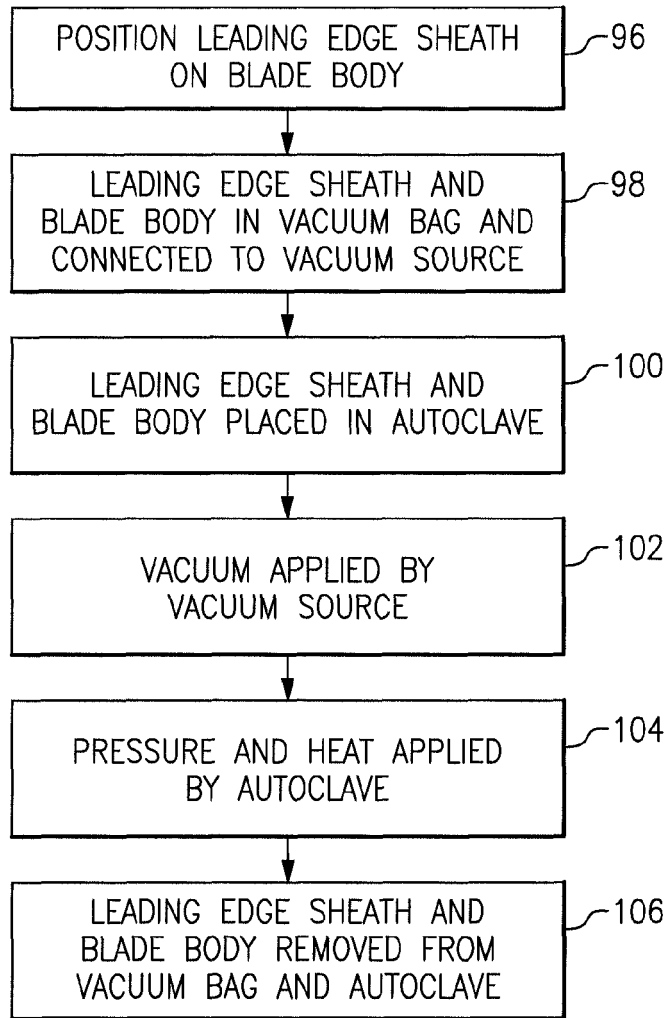 POSITION LEADING EDGE SHEATH
ON BLADE BODY
96
LEADING EDGE SHEATH AND
BLADE BODY IN VACUUM BAG AND
CONNECTED TO VACUUM SOURCE
98
LEADING EDGE SHEATH AND
BLADE BODY PLACED IN AUTOCLAVE
100
VACUUM APPLIED BY
VACUUM SOURCE
102
PRESSURE AND HEAT APPLIED
BY AUTOCLAVE
104
LEADING EDGE SHEATH AND
BLADE BODY REMOVED FROM
VACUUM BAG AND AUTOCLAVE
106